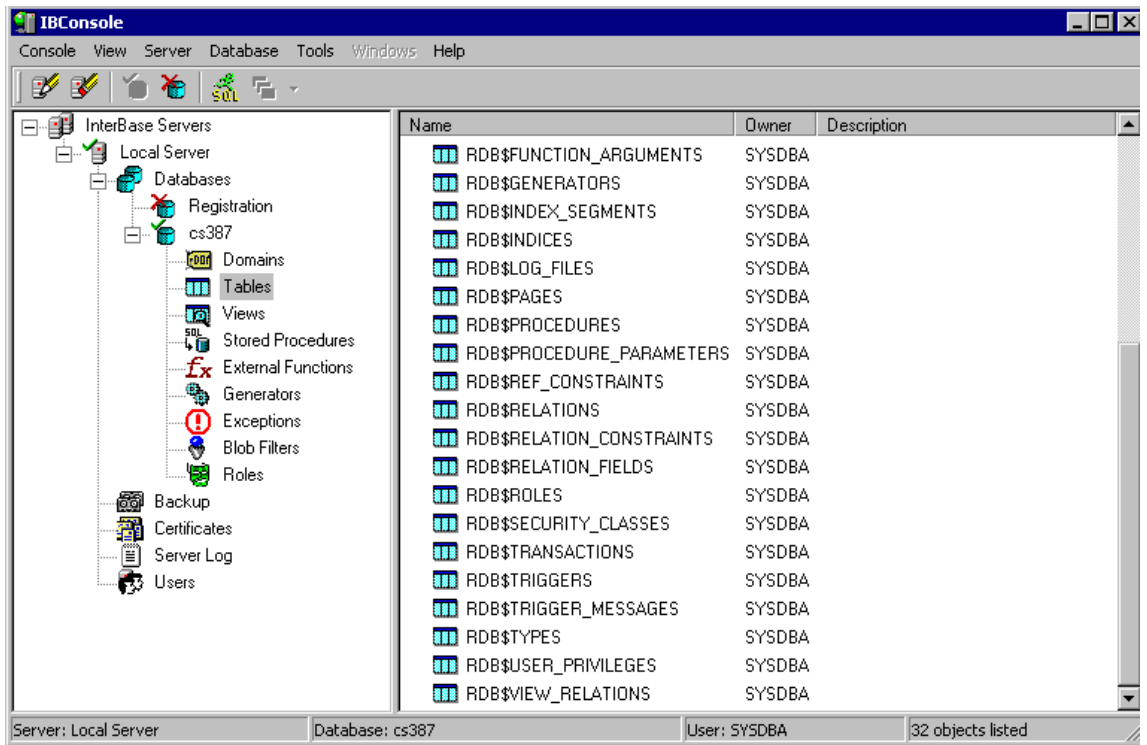 IBConsole
Console View Server Database Tools Windows Help
SQL
InterBase Servers
Local Server
Databases
Registration
cs387
Domains
Tables
Views
SQL
Stored Procedures
fx
External Functions
Generators
Exceptions
Blob Filters
Roles
Backup
Certificates
Server Log
Users
Name Owner Description
RDB$FUNCTION_ARGUMENTS SYSDBA
RDB$GENERATORS SYSDBA
RDB$INDEX_SEGMENTS SYSDBA
RDB$INDICES SYSDBA
RDB$LOG_FILES SYSDBA
RDB$PAGES SYSDBA
RDB$PROCEDURES SYSDBA
RDB$PROCEDURE_PARAMETERS SYSDBA
RDB$REF_CONSTRAINTS SYSDBA
RDB$RELATIONS SYSDBA
RDB$RELATION_CONSTRAINTS SYSDBA
RDB$RELATION_FIELDS SYSDBA
RDB$ROLES SYSDBA
RDB$SECURITY_CLASSES SYSDBA
RDB$TRANSACTIONS SYSDBA
RDB$TRIGGERS SYSDBA
RDB$TRIGGER_MESSAGES SYSDBA
RDB$TYPES SYSDBA
RDB$USER_PRIVILEGES SYSDBA
RDB$VIEW_RELATIONS SYSDBA
Server: Local Server Database: cs387 User: SYSDBA 32 objects listed